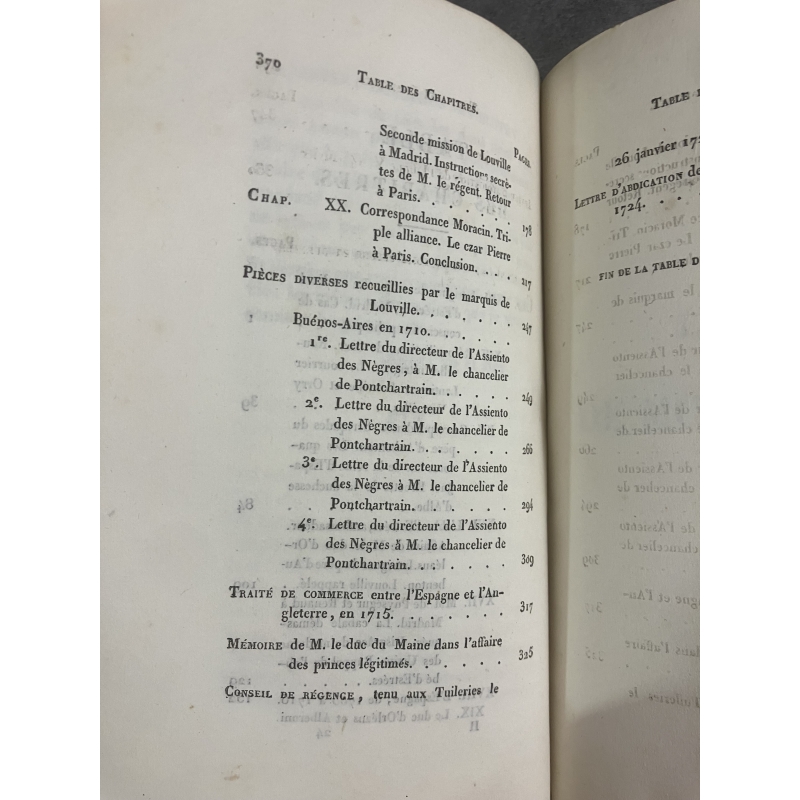 370
TABLE DES CHAPITRES.
PAGES.
Seconde mission de Louville
à Madrid. Instructions secrè-
tes de M. le régent. Retour
à Paris. . . . . . . 178
CHAP. XX. Correspondance Moracin. Tri-
ple alliance. Le czar Pierre
à Paris. Conclusion. . . . 217
PIÈCES DIVERSES recueillies par le marquis de
Louville. . . . . . . 247
Buénos-Aires en 1710. . . . . . .
1re. Lettre du directeur de l'Assiento
des Nègres, à M. le chancelier
de Pontchartrain. . . . . . 249
2e. Lettre du directeur de l'Assiento
des Nègres à M. le chancelier de
Pontchartrain. . . . . . . 266
3e. Lettre du directeur de l'Assiento
des Nègres à M. le chancelier de
Pontchartrain. . . . . . . 294
4e. Lettre du directeur de l'Assiento
des Nègres à M. le chancelier de
Pontchartrain. . . . . . . 309
TRAITÉ DE COMMERCE entre l'Espagne et l'An-
gleterre, en 1715. . . . . . . 317
MÉMOIRE de M. le duc du Maine dans l'affaire
des princes légitimés. . . . . . 325
CONSEIL DE RÉGENCE, tenu aux Tuileries le
TABLE
26 janvier 172
LETTRE D'ABDICATION de
1724. . .
FIN DE LA TABLE D